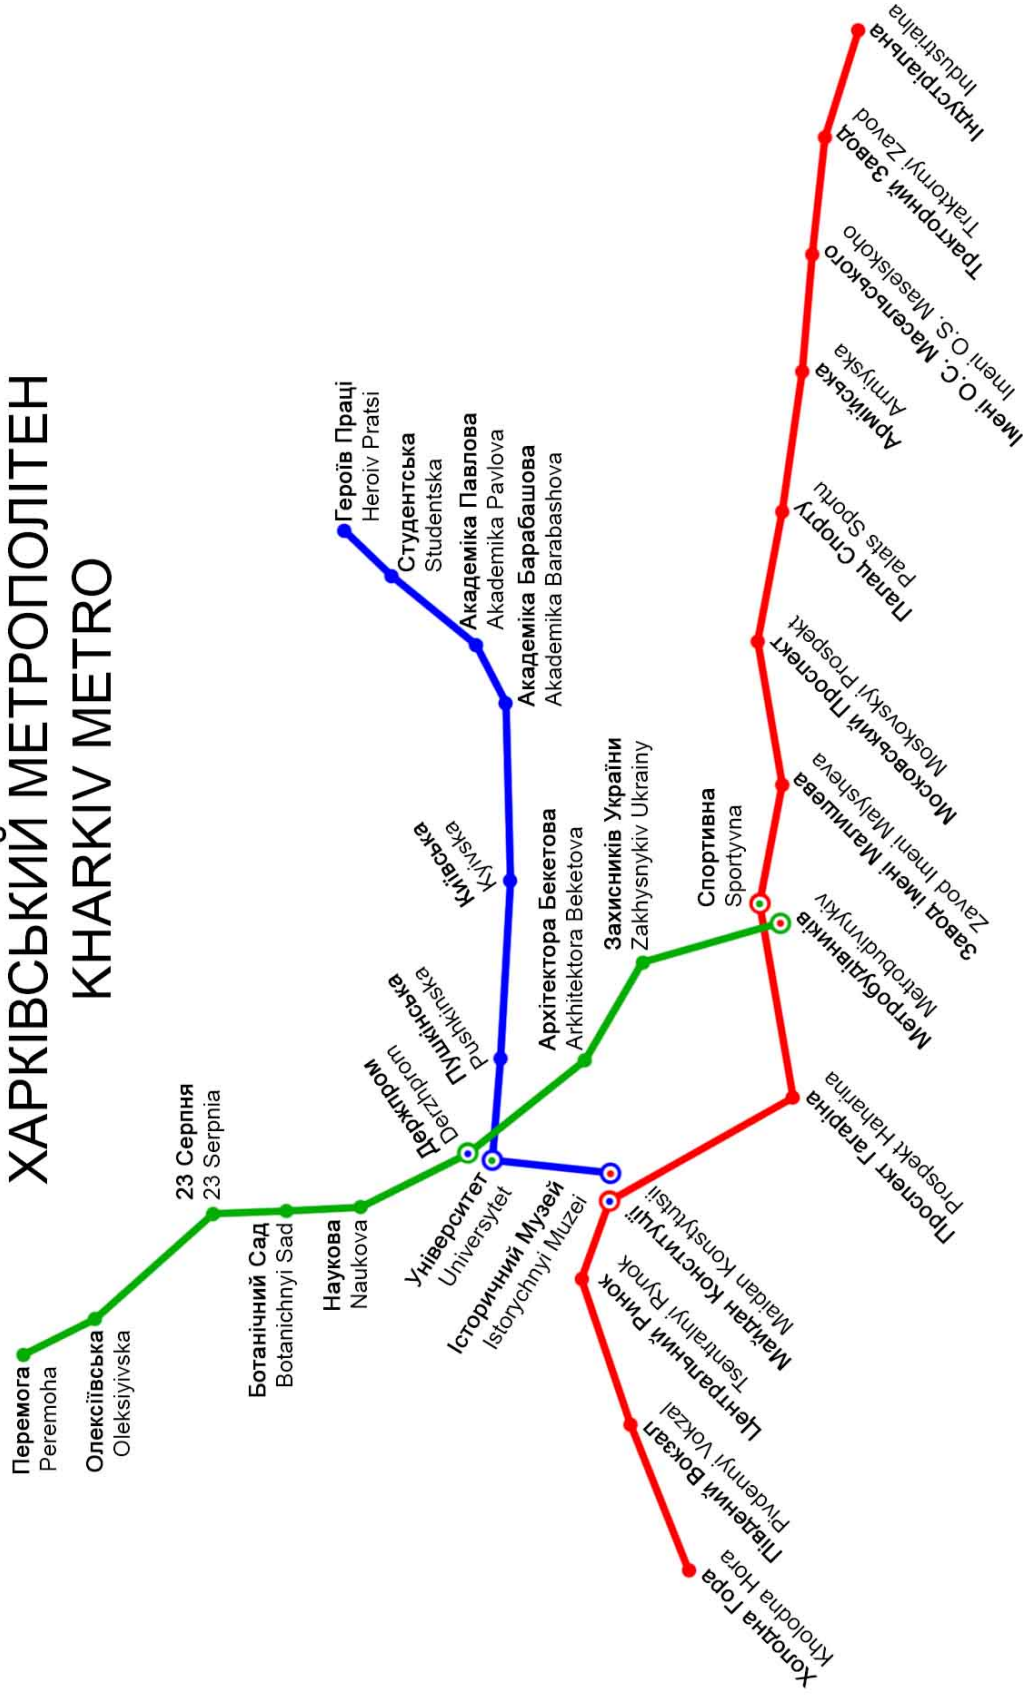 ХАРКІВСЬКИЙ МЕТРОПОЛІТЕН
KHARKIV METRO
Перемога
Peremoha
Олексіївська
Oleksiyivska
23 Серпня
23 Serpnia
Ботанічний Сад
Botanichnyi Sad
Наукова
Naukova
Держпром
Derzhprom
Архітектора Бекетова
Arkhitektora Beketova
Захисників України
Zakhysnykiv Ukrainy
Метробудівників
Metrobudivnykiv
Героїв Праці
Heroiv Pratsi
Студентська
Studentska
Академіка Павлова
Akademika Pavlova
Академіка Барабашова
Akademika Barabashova
Київська
Kyivska
Пушкінська
Pushkinska
Університет
Universytet
Історичний Музей
Istorychnyi Muzei
Холодна Гора
Kholodna Hora
Південий Вокзал
Pivdennyi Vokzal
Центральний Ринок
Tsentralnyi Rynok
Майдан Конституції
Maidan Konstytutsii
Проспект Гагаріна
Prospekt Haharina
Спортивна
Sportyvna
Завод Імені Малишева
Zavod Imeni Malysheva
Московський Проспект
Moskovskyi Prospekt
Палац Спорту
Palats Sportu
Армійська
Armiyska
Імені О.С. Масельського
Imeni O.S. Maselskoho
Тракторний Завод
Traktornyi Zavod
Індустріальна
Industrialna